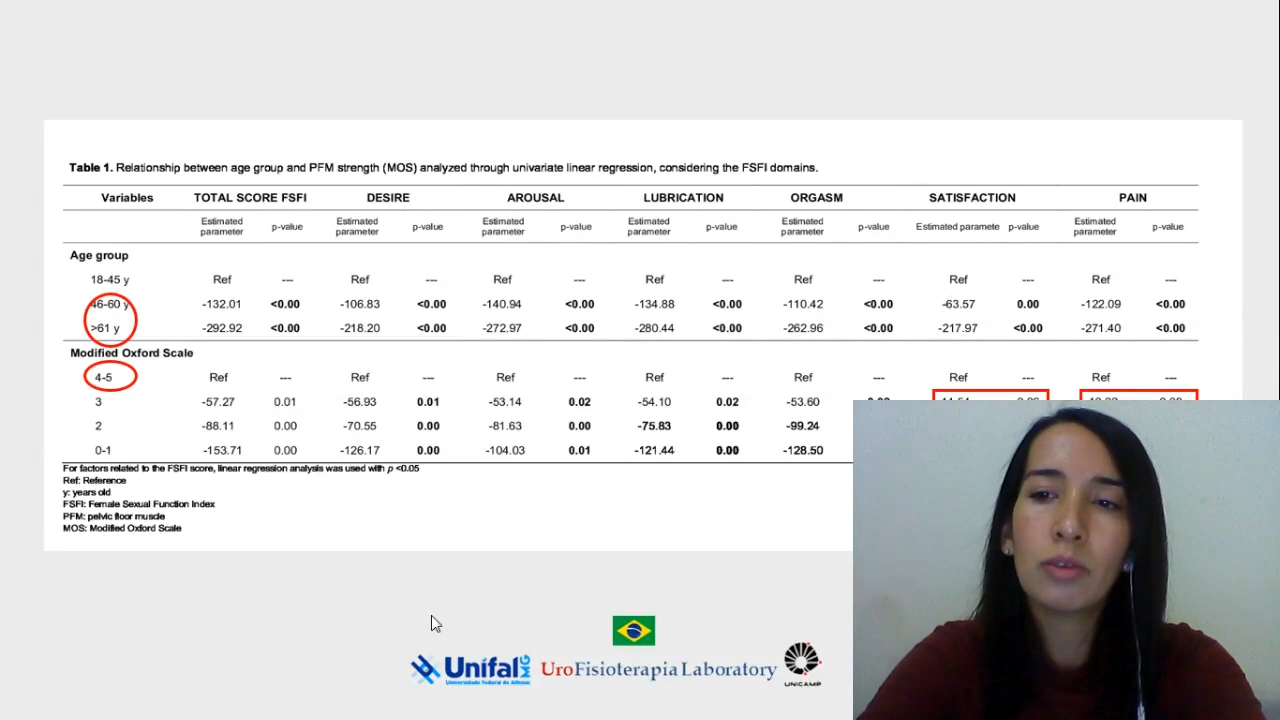 Table 1. Relationship between age group and PFM strength (MOS) analyzed through univariate linear regression, considering the FSFI domains.
Variables TOTAL SCORE FSFI DESIRE AROUSAL LUBRICATION ORGASM SATISFACTION PAIN
Estimated parameter p-value Estimated parameter p-value Estimated parameter p-value Estimated parameter p-value Estimated parameter p-value Estimated paramete p-value Estimated parameter p-value
Age group
18-45 y Ref --- Ref --- Ref --- Ref --- Ref --- Ref --- Ref ---
46-60 y -132.01 <0.00 -106.83 <0.00 -140.94 <0.00 -134.88 <0.00 -110.42 <0.00 -63.57 0.00 -122.09 <0.00
>61 y -292.92 <0.00 -218.20 <0.00 -272.97 <0.00 -280.44 <0.00 -262.96 <0.00 -217.97 <0.00 -271.40 <0.00
Modified Oxford Scale
4-5 Ref --- Ref --- Ref --- Ref --- Ref --- Ref --- Ref ---
3 -57.27 0.01 -56.93 0.01 -53.14 0.02 -54.10 0.02 -53.60
2 -88.11 0.00 -70.55 0.00 -81.63 0.00 -75.83 0.00 -99.24
0-1 -153.71 0.00 -126.17 0.00 -104.03 0.01 -121.44 0.00 -128.50
For factors related to the FSFI score, linear regression analysis was used with p <0.05
Ref: Reference
y: years old
FSFI: Female Sexual Function Index
PFM: pelvic floor muscle
MOS: Modified Oxford Scale
Unifal MG
Universidade Federal de Alfenas
UroFisioterapia Laboratory
UNICAMP